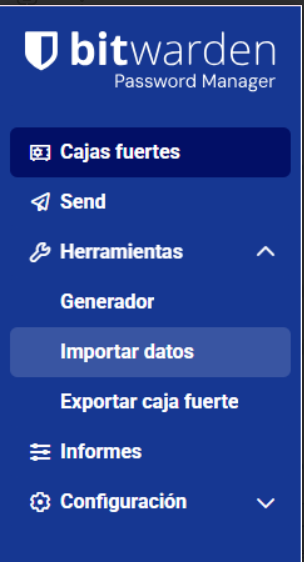 bitwarden
Password Manager
Cajas fuertes
Send
Herramientas
Generador
Importar datos
Exportar caja fuerte
Informes
Configuración